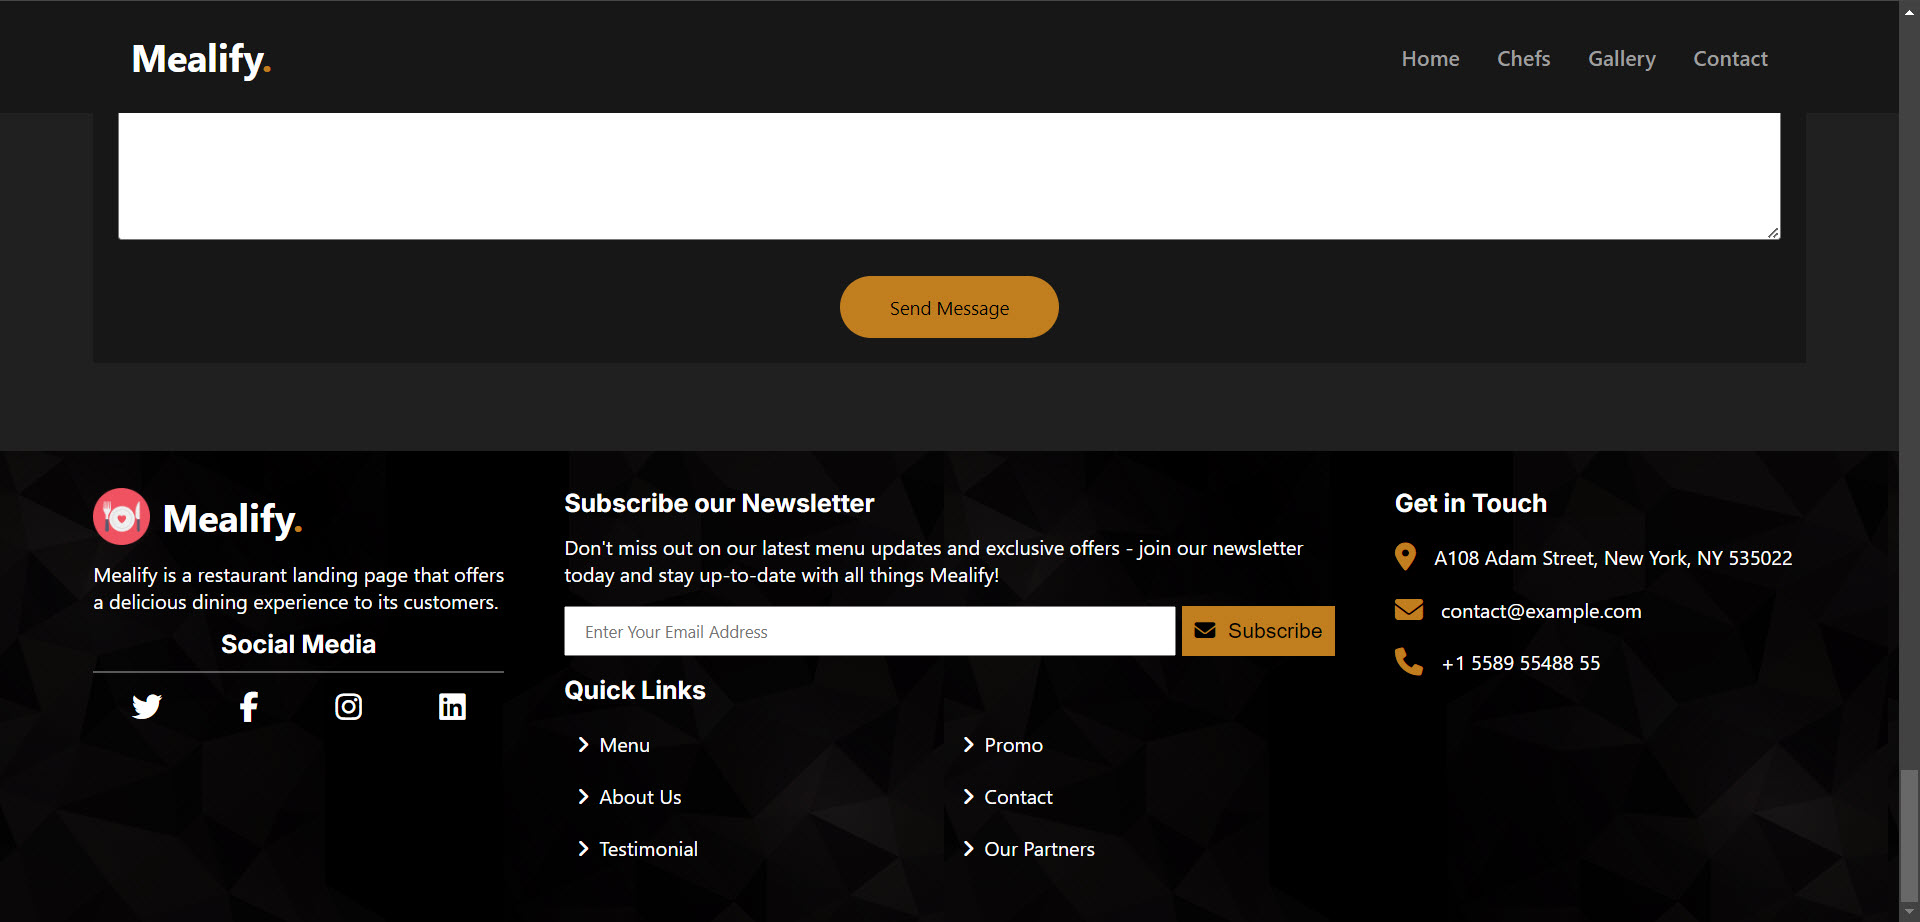 Mealify.
Home
Chefs
Gallery
Contact
Send Message
Mealify.
Mealify is a restaurant landing page that offers
a delicious dining experience to its customers.
Social Media
Subscribe our Newsletter
Don't miss out on our latest menu updates and exclusive offers - join our newsletter
today and stay up-to-date with all things Mealify!
Enter Your Email Address
Subscribe
Quick Links
Menu
Promo
About Us
Contact
Testimonial
Our Partners
Get in Touch
A108 Adam Street, New York, NY 535022
contact@example.com
+1 5589 55488 55